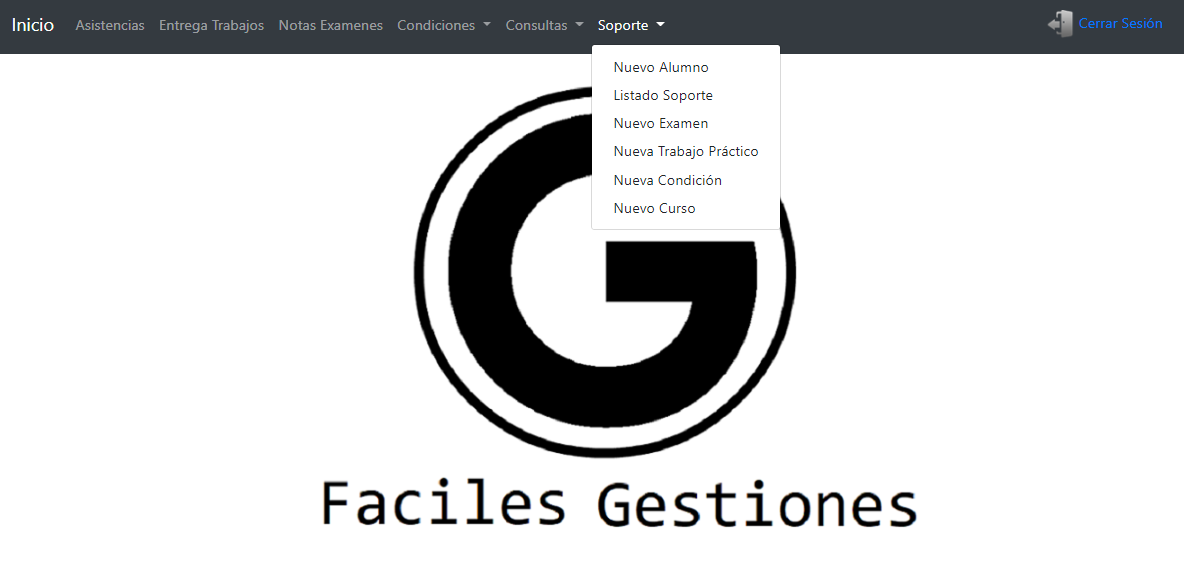 Inicio Asistencias Entrega Trabajos Notas Examenes Condiciones Consultas Soporte Cerrar Sesión
Nuevo Alumno
Listado Soporte
Nuevo Examen
Nueva Trabajo Práctico
Nueva Condición
Nuevo Curso
G
Faciles Gestiones